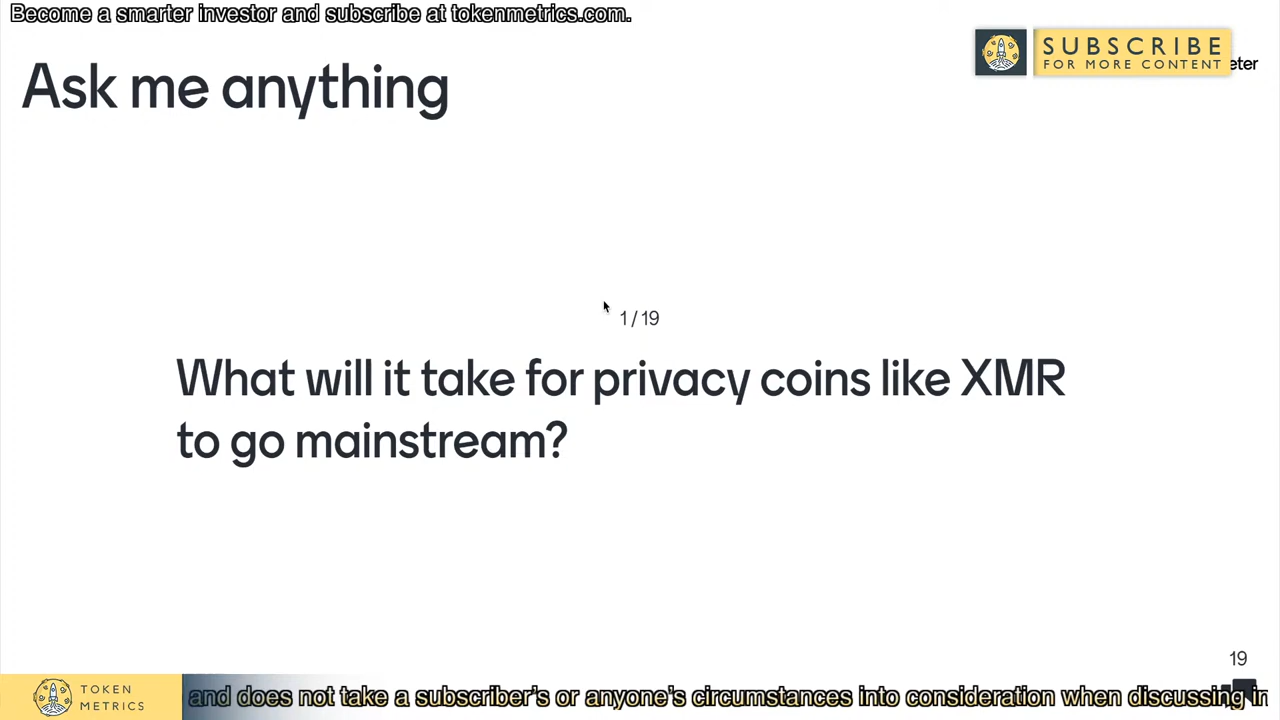 Become a smarter investor and subscribe at tokenmetrics.com.
SUBSCRIBE
FOR MORE CONTENT
eter
Ask me anything
1 / 19
What will it take for privacy coins like XMR
to go mainstream?
19
TOKEN
METRICS
and does not take a subscriber's or anyone's circumstances into consideration when discussing in